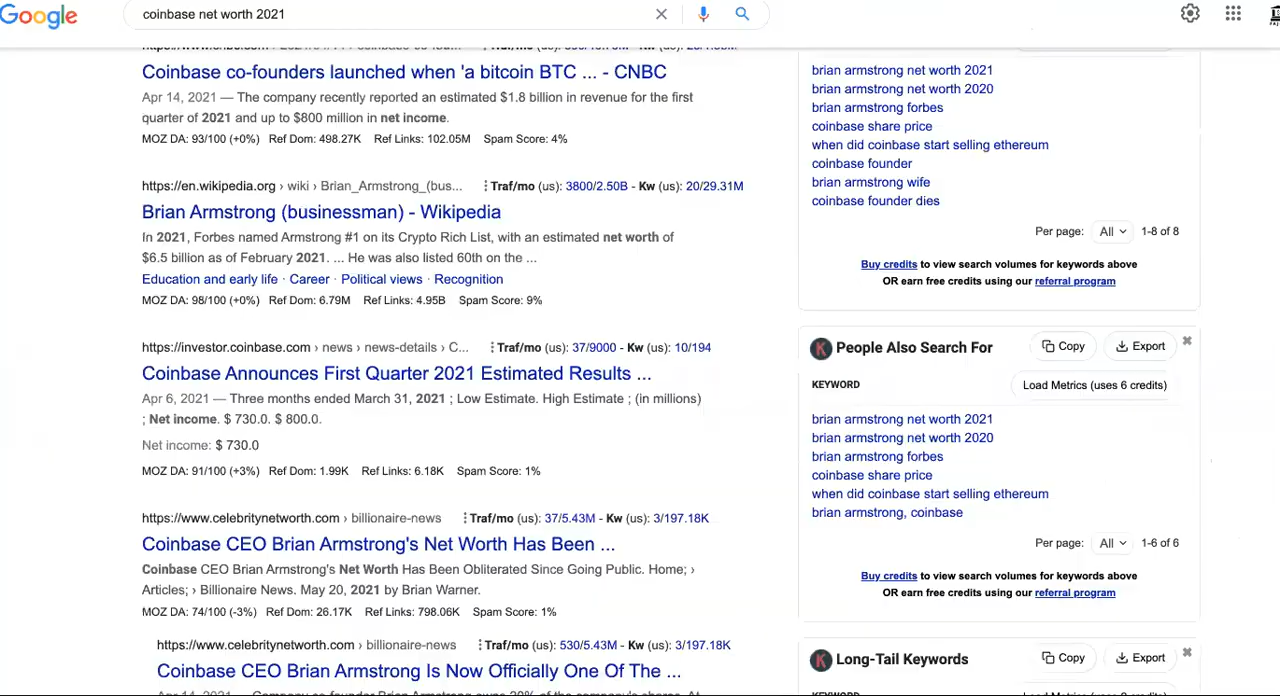 Google
coinbase net worth 2021
Coinbase co-founders launched when 'a bitcoin BTC ... - CNBC
Apr 14, 2021 — The company recently reported an estimated $1.8 billion in revenue for the first
quarter of 2021 and up to $800 million in net income.
MOZ DA: 93/100 (+0%) Ref Dom: 498.27K Ref Links: 102.05M Spam Score: 4%
https://en.wikipedia.org › wiki › Brian_Armstrong_(bus... Traf/mo (us): 3800/2.50B - Kw (us): 20/29.31M
Brian Armstrong (businessman) - Wikipedia
In 2021, Forbes named Armstrong #1 on its Crypto Rich List, with an estimated net worth of
$6.5 billion as of February 2021. ... He was also listed 60th on the ...
Education and early life · Career · Political views · Recognition
MOZ DA: 98/100 (+0%) Ref Dom: 6.79M Ref Links: 4.95B Spam Score: 9%
https://investor.coinbase.com › news › news-details › C... Traf/mo (us): 37/9000 - Kw (us): 10/194
Coinbase Announces First Quarter 2021 Estimated Results ...
Apr 6, 2021 — Three months ended March 31, 2021 ; Low Estimate. High Estimate ; (in millions)
; Net income. $ 730.0. $ 800.0.
Net income: $ 730.0
MOZ DA: 91/100 (+3%) Ref Dom: 1.99K Ref Links: 6.18K Spam Score: 1%
https://www.celebritynetworth.com › billionaire-news Traf/mo (us): 37/5.43M - Kw (us): 3/197.18K
Coinbase CEO Brian Armstrong's Net Worth Has Been ...
Coinbase CEO Brian Armstrong's Net Worth Has Been Obliterated Since Going Public. Home; ›
Articles; › Billionaire News. May 20, 2021 by Brian Warner.
MOZ DA: 74/100 (-3%) Ref Dom: 26.17K Ref Links: 798.06K Spam Score: 1%
https://www.celebritynetworth.com › billionaire-news Traf/mo (us): 530/5.43M - Kw (us): 3/197.18K
Coinbase CEO Brian Armstrong Is Now Officially One Of The ...
brian armstrong net worth 2021
brian armstrong net worth 2020
brian armstrong forbes
coinbase share price
when did coinbase start selling ethereum
coinbase founder
brian armstrong wife
coinbase founder dies
Per page: All 1-8 of 8
Buy credits to view search volumes for keywords above
OR earn free credits using our referral program
K People Also Search For Copy Export
KEYWORD Load Metrics (uses 6 credits)
brian armstrong net worth 2021
brian armstrong net worth 2020
brian armstrong forbes
coinbase share price
when did coinbase start selling ethereum
brian armstrong, coinbase
Per page: All 1-6 of 6
Buy credits to view search volumes for keywords above
OR earn free credits using our referral program
K Long-Tail Keywords Copy Export